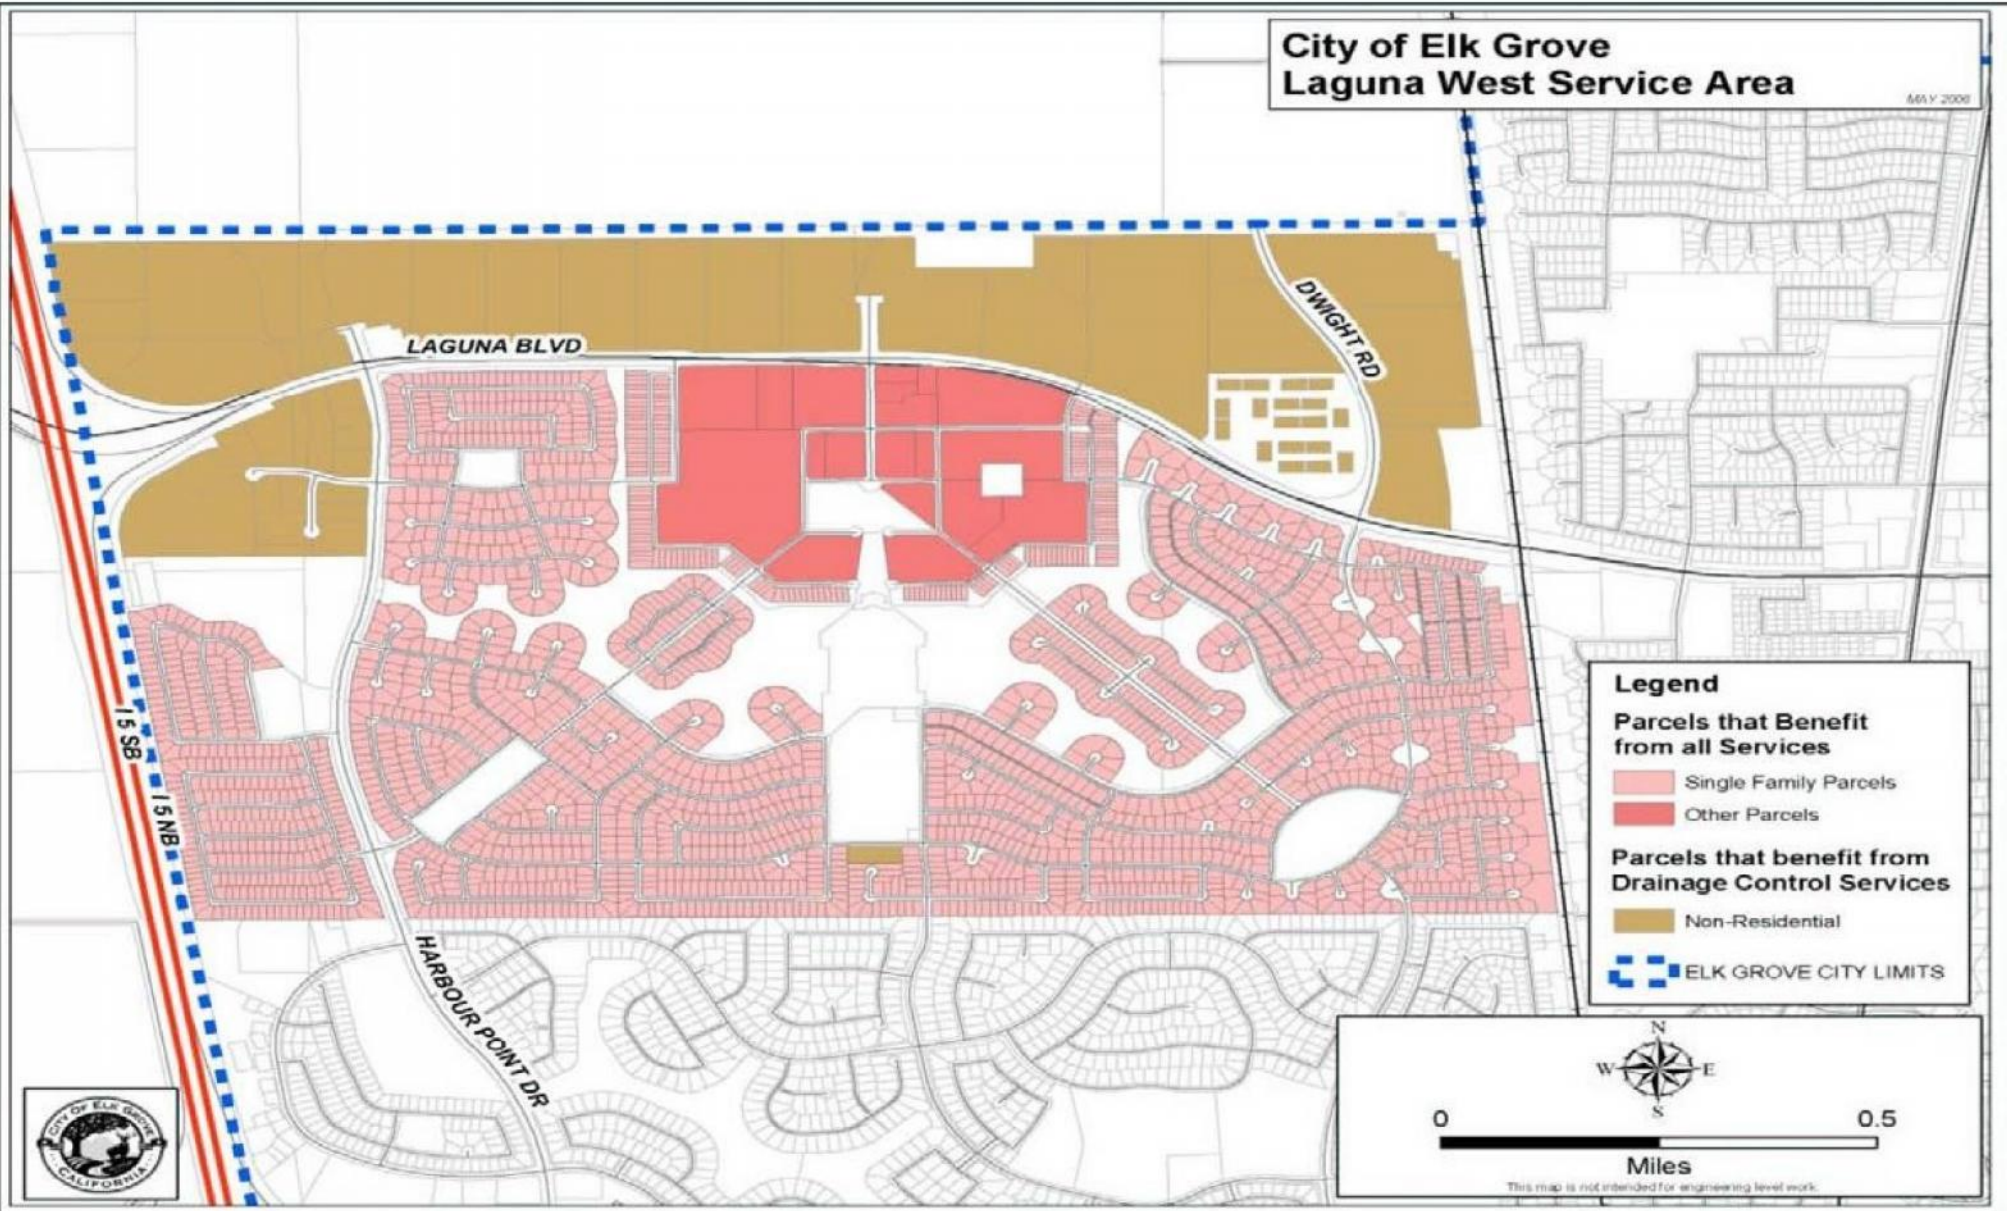 City of Elk Grove
Laguna West Service Area
MAY 2006
LAGUNA BLVD
DWIGHT RD
I 5 SB
I 5 NB
HARBOUR POINT DR
Legend
Parcels that Benefit
from all Services
Single Family Parcels
Other Parcels
Parcels that benefit from
Drainage Control Services
Non-Residential
ELK GROVE CITY LIMITS
N
W E
S
0 0.5
Miles
This map is not intended for engineering level work.
CITY OF ELK GROVE
CALIFORNIA